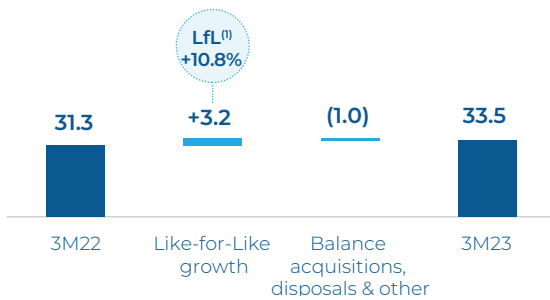 LfL(1)
+10.8%
31.3
+3.2
(1.0)
33.5
3M22
Like-for-Like
growth
Balance
acquisitions,
disposals & other
3M23